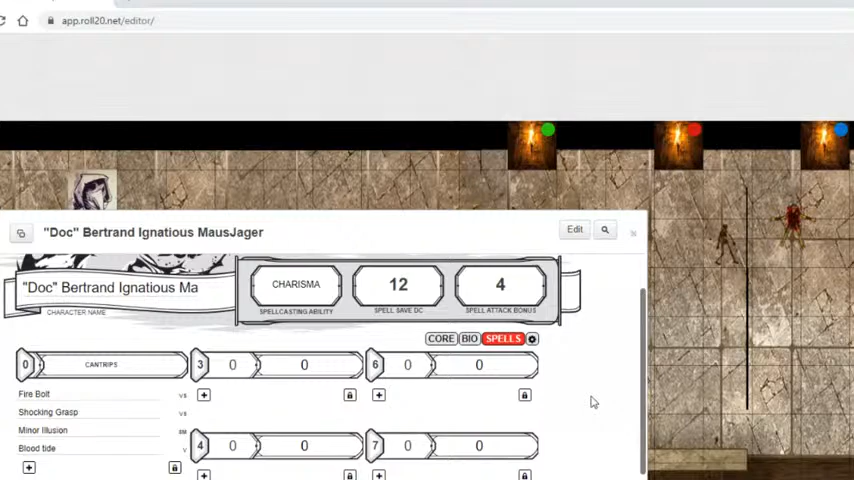 app.roll20.net/editor/
"Doc" Bertrand Ignatious MausJager
Edit
"Doc" Bertrand Ignatious Ma
CHARACTER NAME
CHARISMA
12
4
SPELLCASTING ABILITY
SPELL SAVE DC
SPELL ATTACK BONUS
CORE BIO SPELLS
0 CANTRIPS
3 0 0
6 0 0
Fire Bolt
Shocking Grasp
Minor Illusion
Blood tide
4 0 0
7 0 0